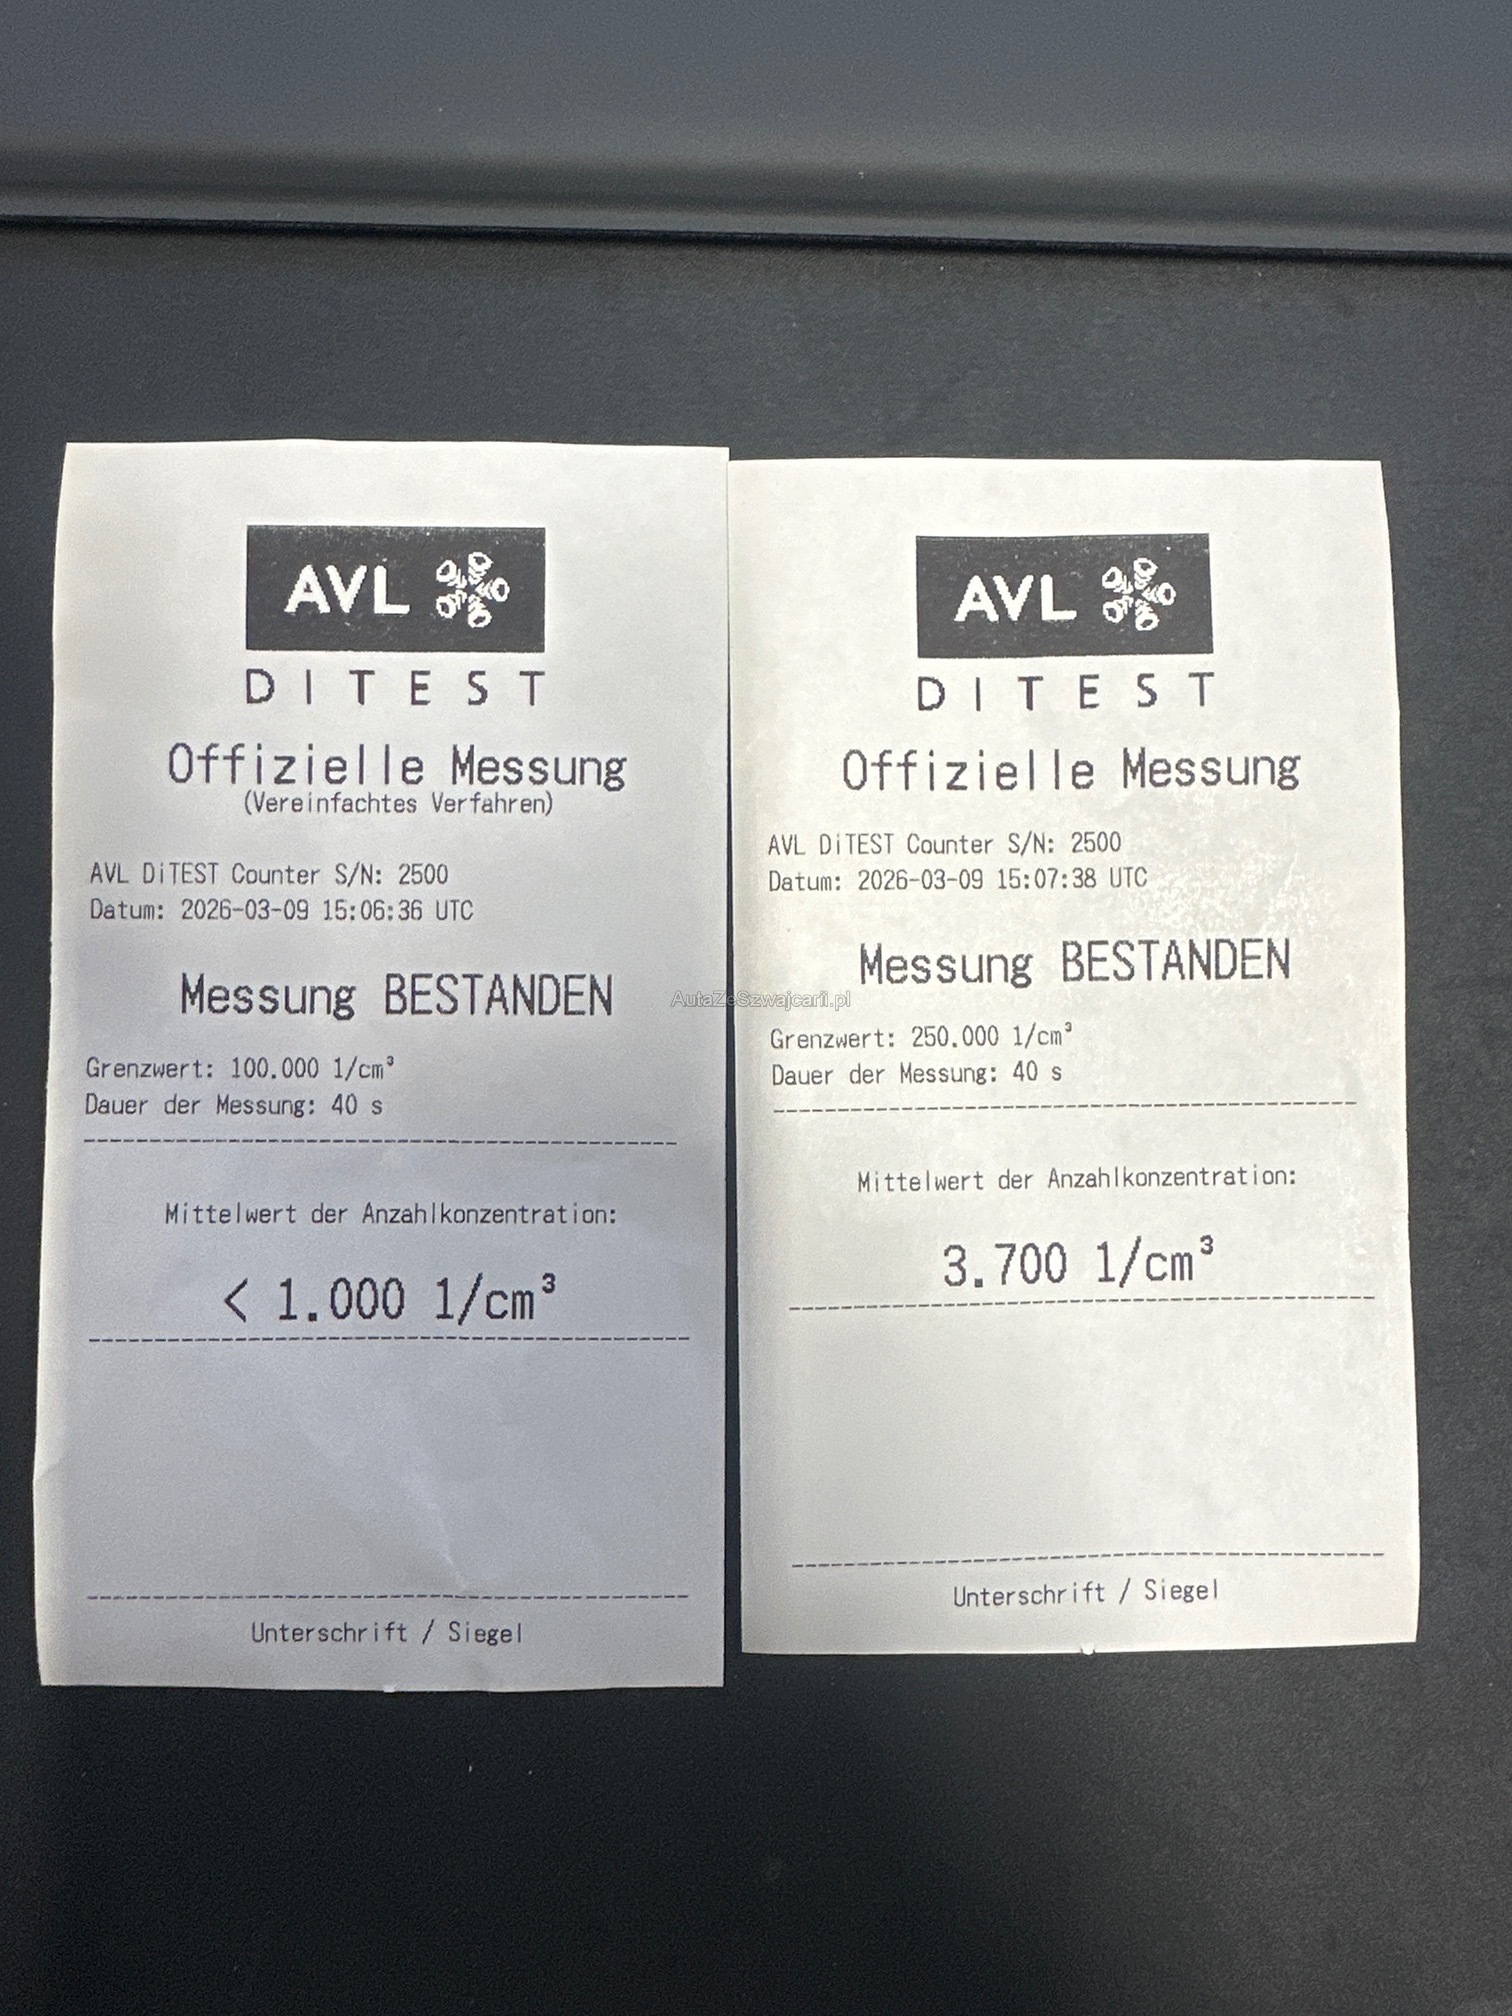 AVL
DITEST
Offizielle Messung
(Vereinfachtes Verfahren)
AVL DiTEST Counter S/N: 2500
Datum: 2026-03-09 15:06:36 UTC
Messung BESTANDEN
Grenzwert: 100.000 1/cm³
Dauer der Messung: 40 s
Mittelwert der Anzahlkonzentration:
< 1.000 1/cm³
Unterschrift / Siegel
AVL
DITEST
Offizielle Messung
AVL DiTEST Counter S/N: 2500
Datum: 2026-03-09 15:07:38 UTC
Messung BESTANDEN
Grenzwert: 250.000 1/cm³
Dauer der Messung: 40 s
Mittelwert der Anzahlkonzentration:
3.700 1/cm³
Unterschrift / Siegel
AutaZeSzwajcarii.pl